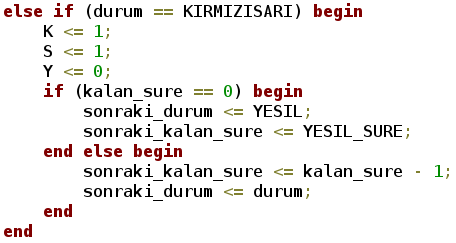 else if (durum == KIRMIZISARI) begin
    K <= 1;
    S <= 1;
    Y <= 0;
    if (kalan_sure == 0) begin
        sonraki_durum <= YESIL;
        sonraki_kalan_sure <= YESIL_SURE;
    end else begin
        sonraki_kalan_sure <= kalan_sure - 1;
        sonraki_durum <= durum;
    end
end